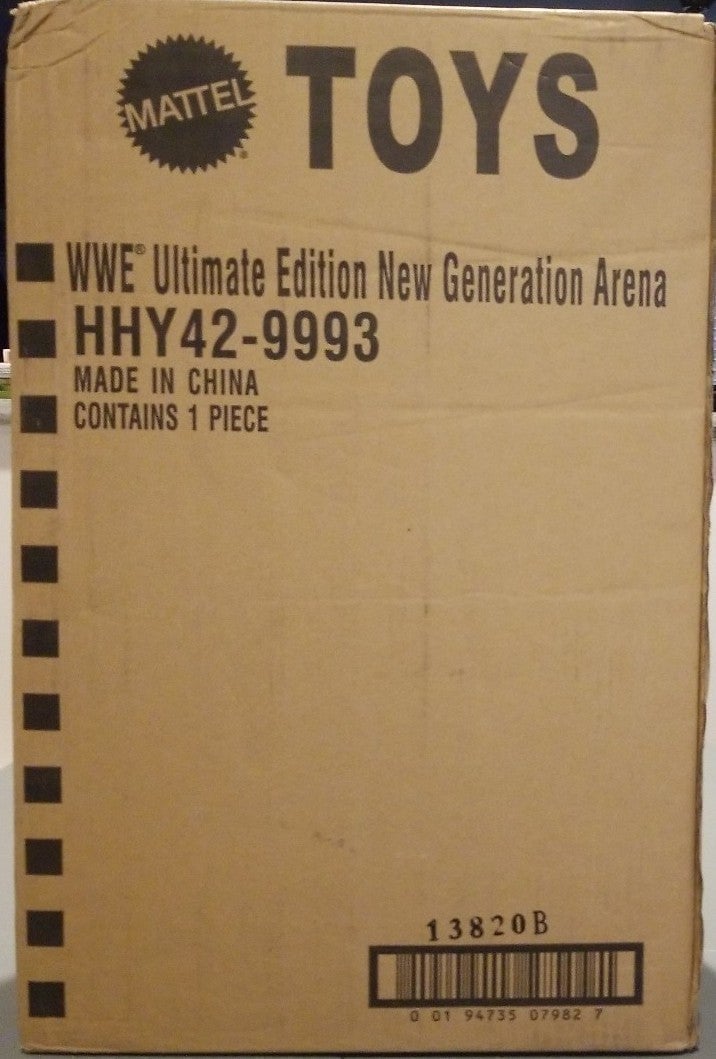 MATTEL® TOYS
WWE® Ultimate Edition New Generation Arena
HHY42-9993
MADE IN CHINA
CONTAINS 1 PIECE
13820B
0 01 94735 07982 7